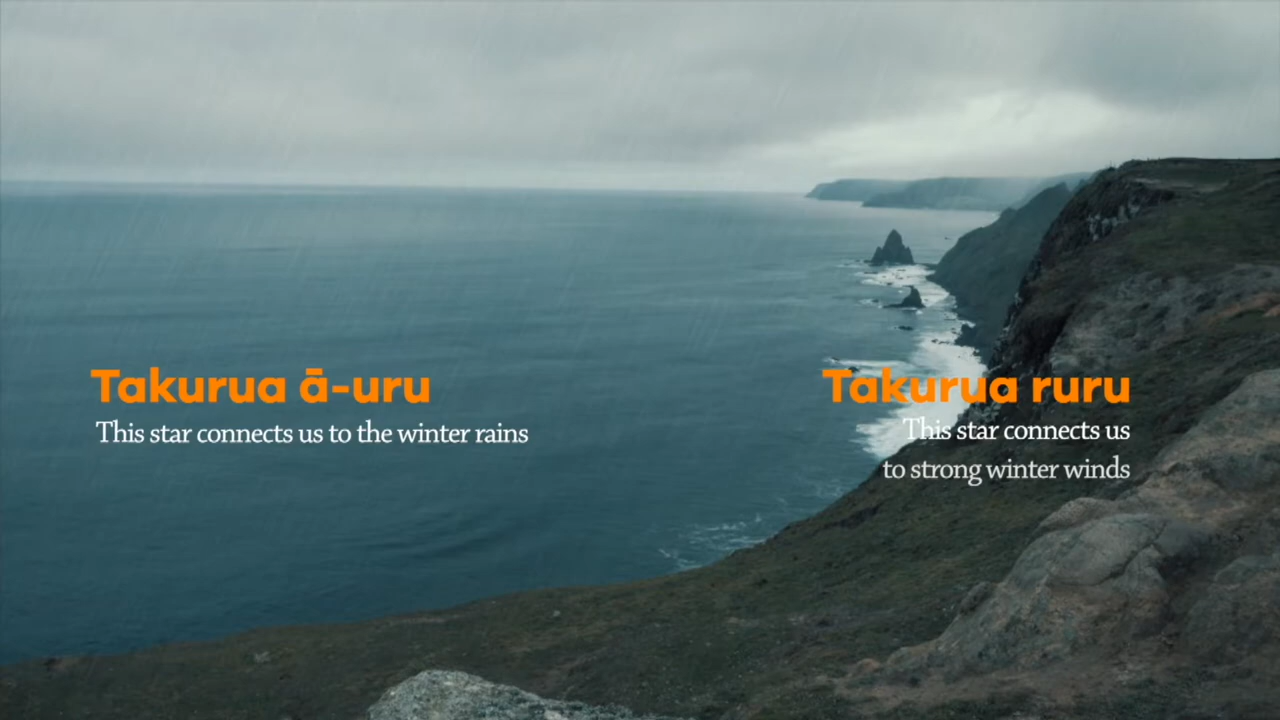 Takurua ā-uru
This star connects us to the winter rains
Takurua ruru
This star connects us
to strong winter winds